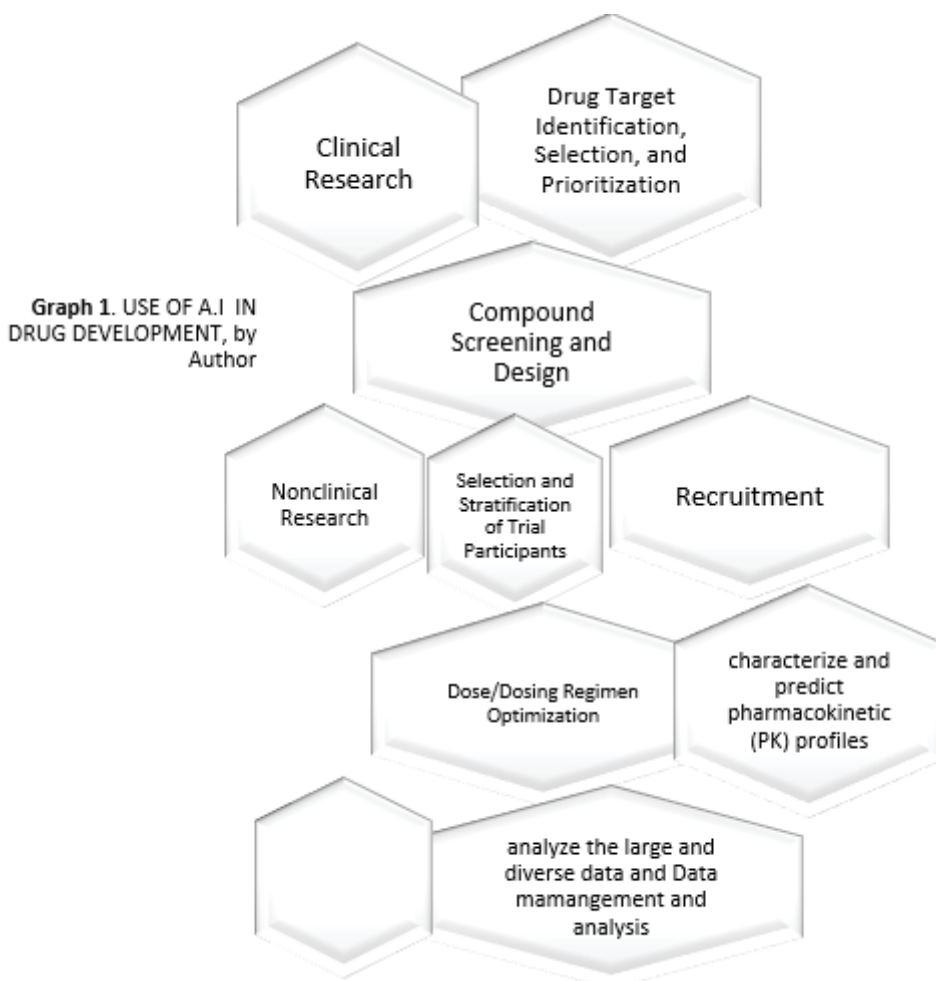 Clinical
Research
Drug Target
Identification,
Selection, and
Prioritization
Graph 1. USE OF A.I IN
DRUG DEVELOPMENT, by
Author
Compound
Screening and
Design
Nonclinical
Research
Selection and
Stratification
of Trial
Participants
Recruitment
Dose/Dosing Regimen
Optimization
characterize and
predict
pharmacokinetic
(PK) profiles
analyze the large and
diverse data and Data
mamangement and
analysis